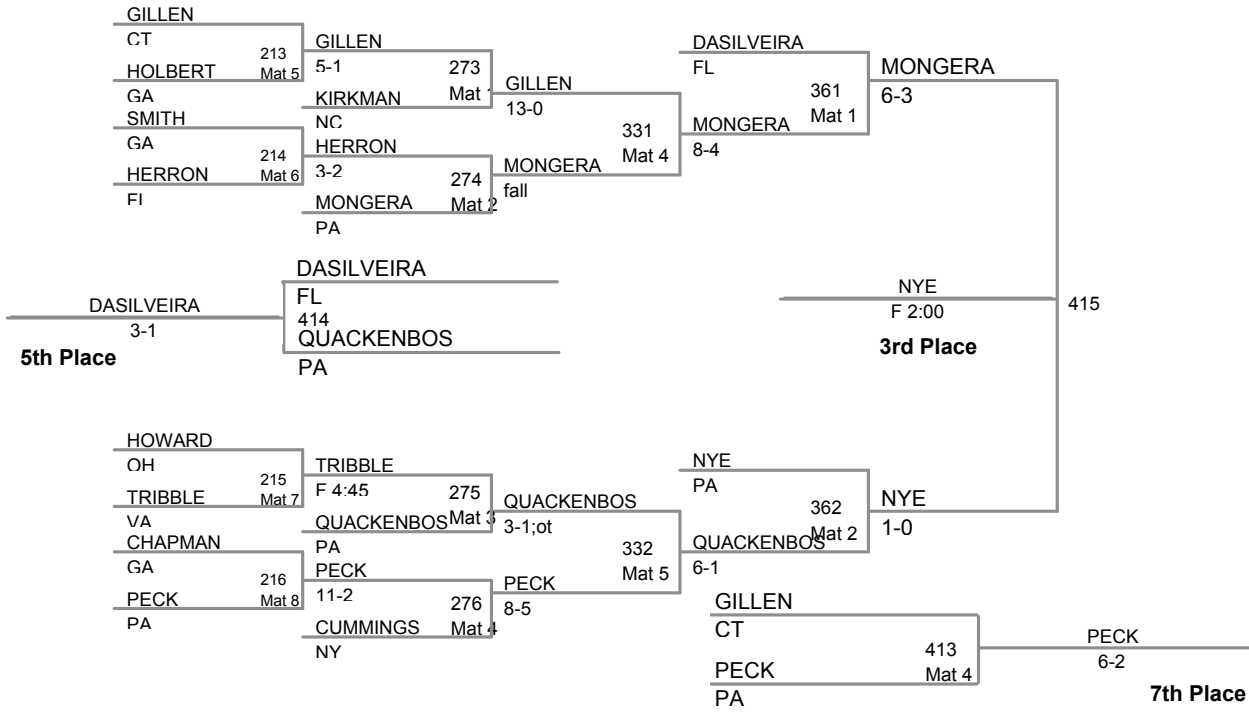 GILLEN
CT
213
Mat 5
HOLBERT
GA
GILLEN
5-1
273
Mat 1
KIRKMAN
NC
GILLEN
13-0
SMITH
GA
214
Mat 6
HERRON
FL
HERRON
3-2
274
Mat 2
MONGERA
PA
MONGERA
fall
331
Mat 4
DASILVEIRA
FL
361
Mat 1
MONGERA
8-4
MONGERA
6-3
DASILVEIRA
FL
414
QUACKENBOS
PA
DASILVEIRA
3-1
5th Place
NYE
F 2:00
3rd Place
415
HOWARD
OH
215
Mat 7
TRIBBLE
VA
TRIBBLE
F 4:45
275
Mat 3
QUACKENBOS
PA
QUACKENBOS
3-1;ot
CHAPMAN
GA
216
Mat 8
PECK
PA
PECK
11-2
276
Mat 4
CUMMINGS
NY
PECK
8-5
332
Mat 5
NYE
PA
362
Mat 2
QUACKENBOS
6-1
NYE
1-0
GILLEN
CT
413
Mat 4
PECK
PA
PECK
6-2
7th Place